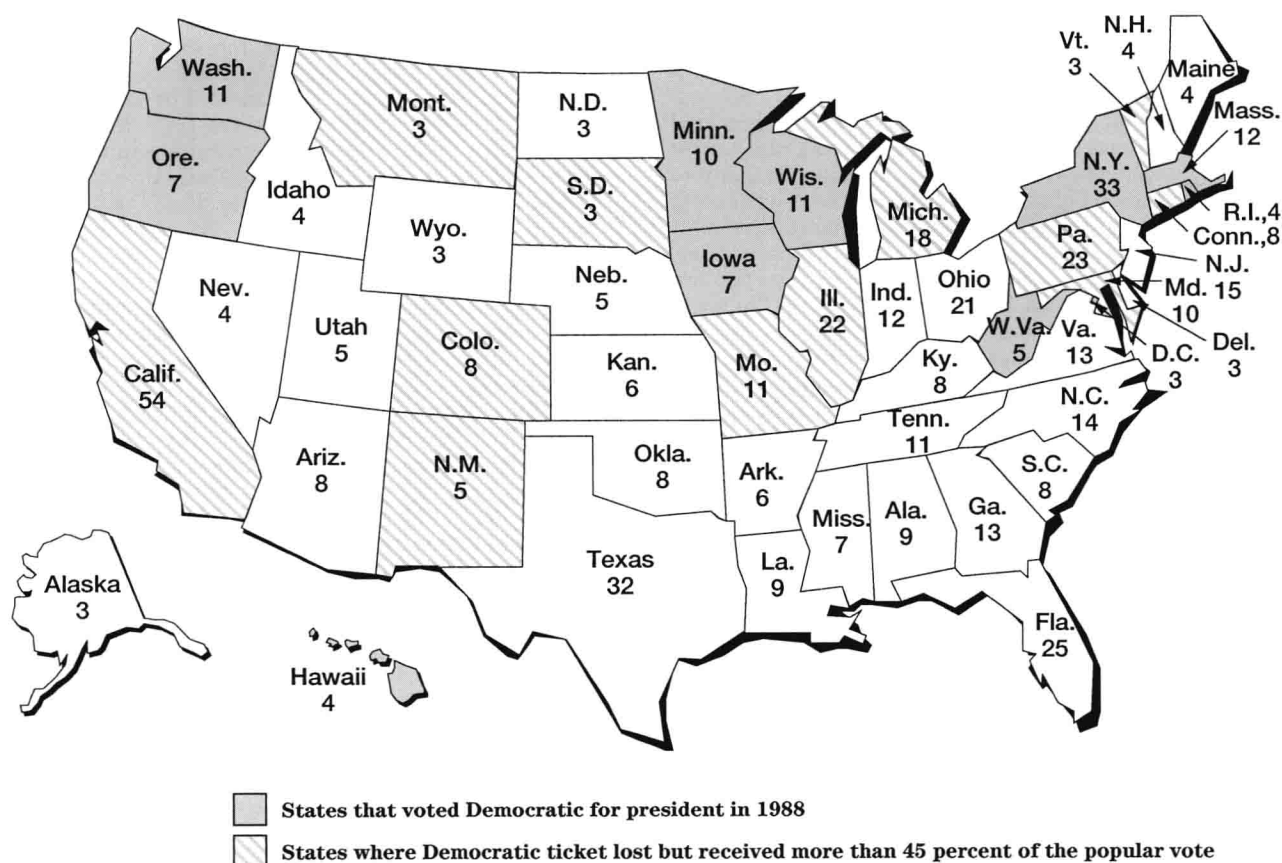 Wash.
11
Ore.
7
Calif.
54
Nev.
4
Idaho
4
Mont.
3
Wyo.
3
Utah
5
Ariz.
8
Colo.
8
N.M.
5
N.D.
3
S.D.
3
Neb.
5
Kan.
6
Okla.
8
Texas
32
Minn.
10
Iowa
7
Mo.
11
Ark.
6
La.
9
Wis.
11
Ill.
22
Mich.
18
Ind.
12
Ohio
21
Ky.
8
Tenn.
11
Miss.
7
Ala.
9
Ga.
13
Fla.
25
S.C.
8
N.C.
14
Va.
13
W.Va.
5
Pa.
23
N.Y.
33
Vt.
3
N.H.
4
Maine
4
Mass.
12
R.I.,4
Conn.,8
N.J.
15
Md.
10
Del.
3
D.C.
3
Alaska
3
Hawaii
4
States that voted Democratic for president in 1988
States where Democratic ticket lost but received more than 45 percent of the popular vote